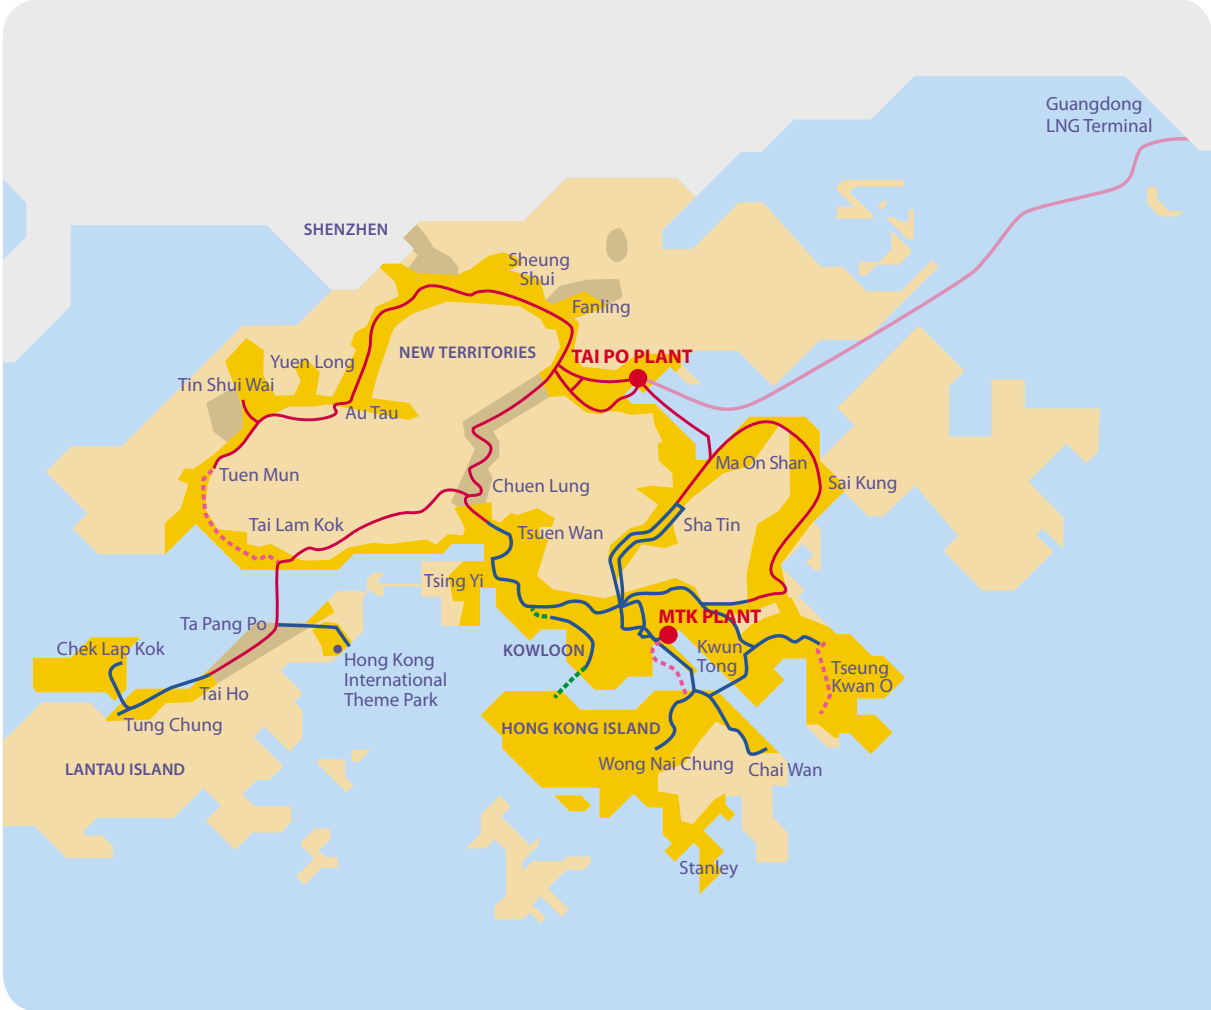 Guangdong
LNG Terminal
SHENZHEN
Sheung
Shui
Fanling
NEW TERRITORIES
TAI PO PLANT
Yuen Long
Tin Shui Wai
Au Tau
Ma On Shan
Tuen Mun
Chuen Lung
Sai Kung
Tai Lam Kok
Tsuen Wan
Sha Tin
Tsing Yi
Ta Pang Po
MTK PLANT
Chek Lap Kok
KOWLOON
Kwun
Tong
Hong Kong
International
Theme Park
Tseung
Kwan O
Tai Ho
Tung Chung
HONG KONG ISLAND
LANTAU ISLAND
Wong Nai Chung
Chai Wan
Stanley